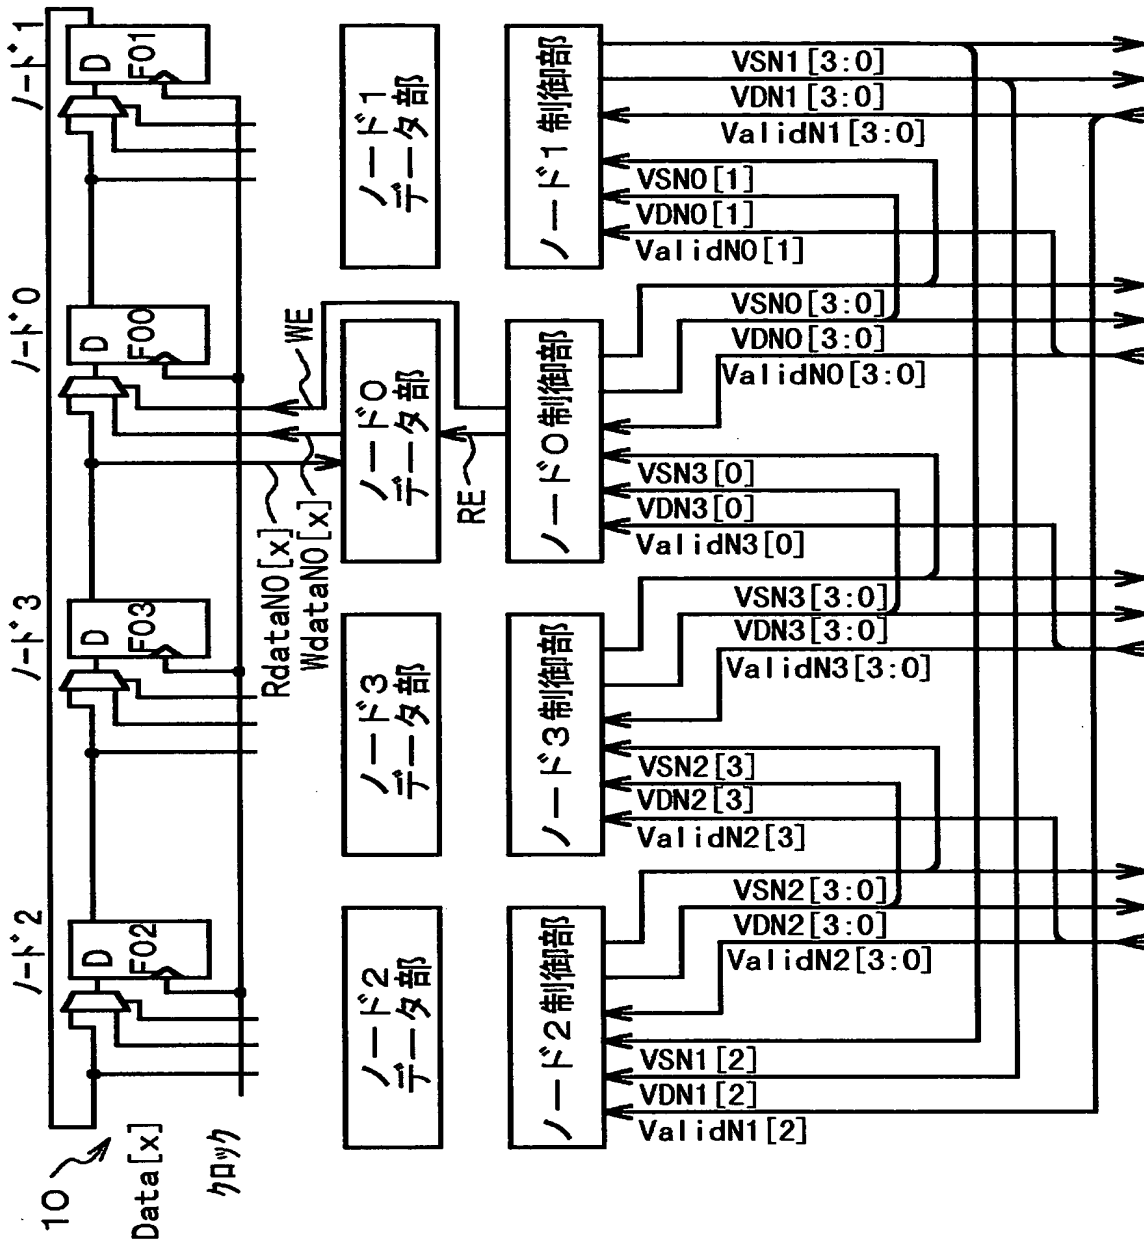 10
Data[x]
クロック
ノード2
ノード3
ノード0
ノード1
D
F02
D
F03
D
F00
D
F01
RdataN0[x]
WdataN0[x]
WE
RE
ノード2
データ部
ノード3
データ部
ノード0
データ部
ノード1
データ部
ノード2制御部
ノード3制御部
ノード0制御部
ノード1制御部
VSN1[3:0]
VDN1[3:0]
ValidN1[3:0]
VSN0[1]
VDN0[1]
ValidN0[1]
VSN0[3:0]
VDN0[3:0]
ValidN0[3:0]
VSN3[0]
VDN3[0]
ValidN3[0]
VSN3[3:0]
VDN3[3:0]
ValidN3[3:0]
VSN2[3]
VDN2[3]
ValidN2[3]
VSN2[3:0]
VDN2[3:0]
ValidN2[3:0]
VSN1[2]
VDN1[2]
ValidN1[2]